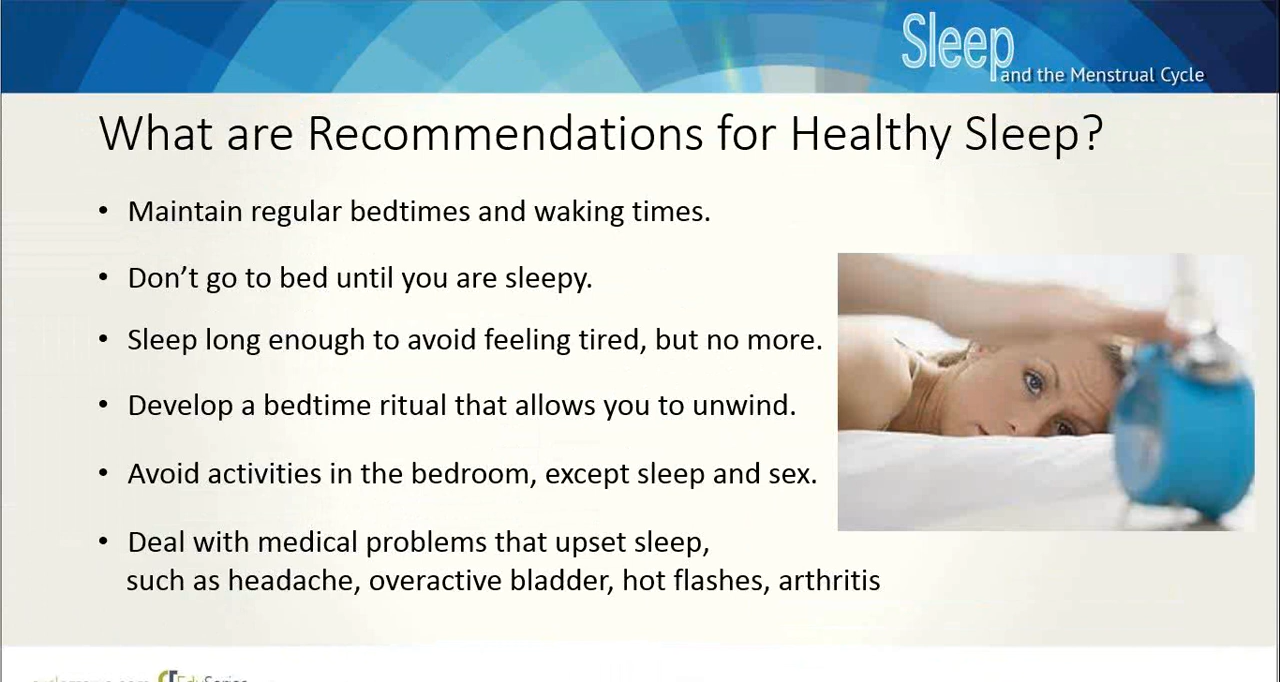 Sleep
and the Menstrual Cycle
What are Recommendations for Healthy Sleep?
• Maintain regular bedtimes and waking times.
• Don’t go to bed until you are sleepy.
• Sleep long enough to avoid feeling tired, but no more.
• Develop a bedtime ritual that allows you to unwind.
• Avoid activities in the bedroom, except sleep and sex.
• Deal with medical problems that upset sleep,
such as headache, overactive bladder, hot flashes, arthritis